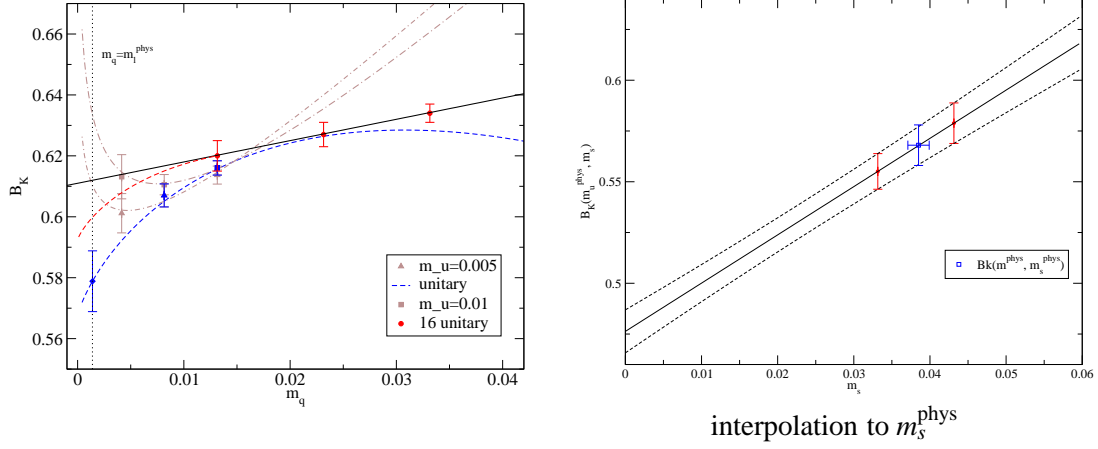 0.66
0.64
0.62
0.6
0.58
0.56
B_K
m_q=m_l^phys
m_u=0.005
unitary
m_u=0.01
16 unitary
0 0.01 0.02 0.03 0.04
m_q
0.6
0.55
0.5
B_K(m_u^phys, m_s)
Bk(m^phys, m_s^phys)
0 0.01 0.02 0.03 0.04 0.05 0.06
m_s
interpolation to m_s^phys